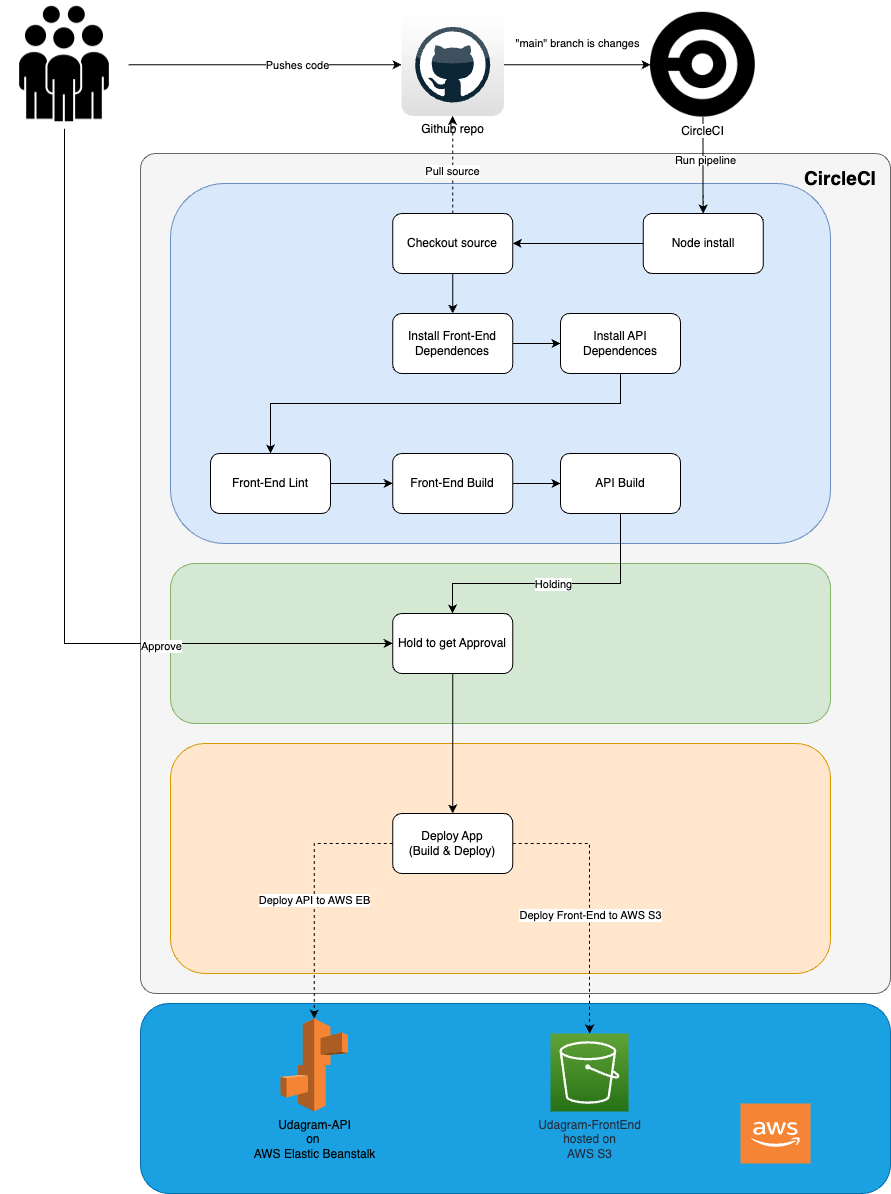 "main" branch is changes
Pushes code
Github repo
CircleCI
Run pipeline
Pull source
CircleCI
Checkout source
Node install
Install Front-End
Dependences
Install API
Dependences
Front-End Lint
Front-End Build
API Build
Holding
Approve
Hold to get Approval
Deploy App
(Build & Deploy)
Deploy API to AWS EB
Deploy Front-End to AWS S3
Udagram-API
on
AWS Elastic Beanstalk
Udagram-FrontEnd
hosted on
AWS S3
aws